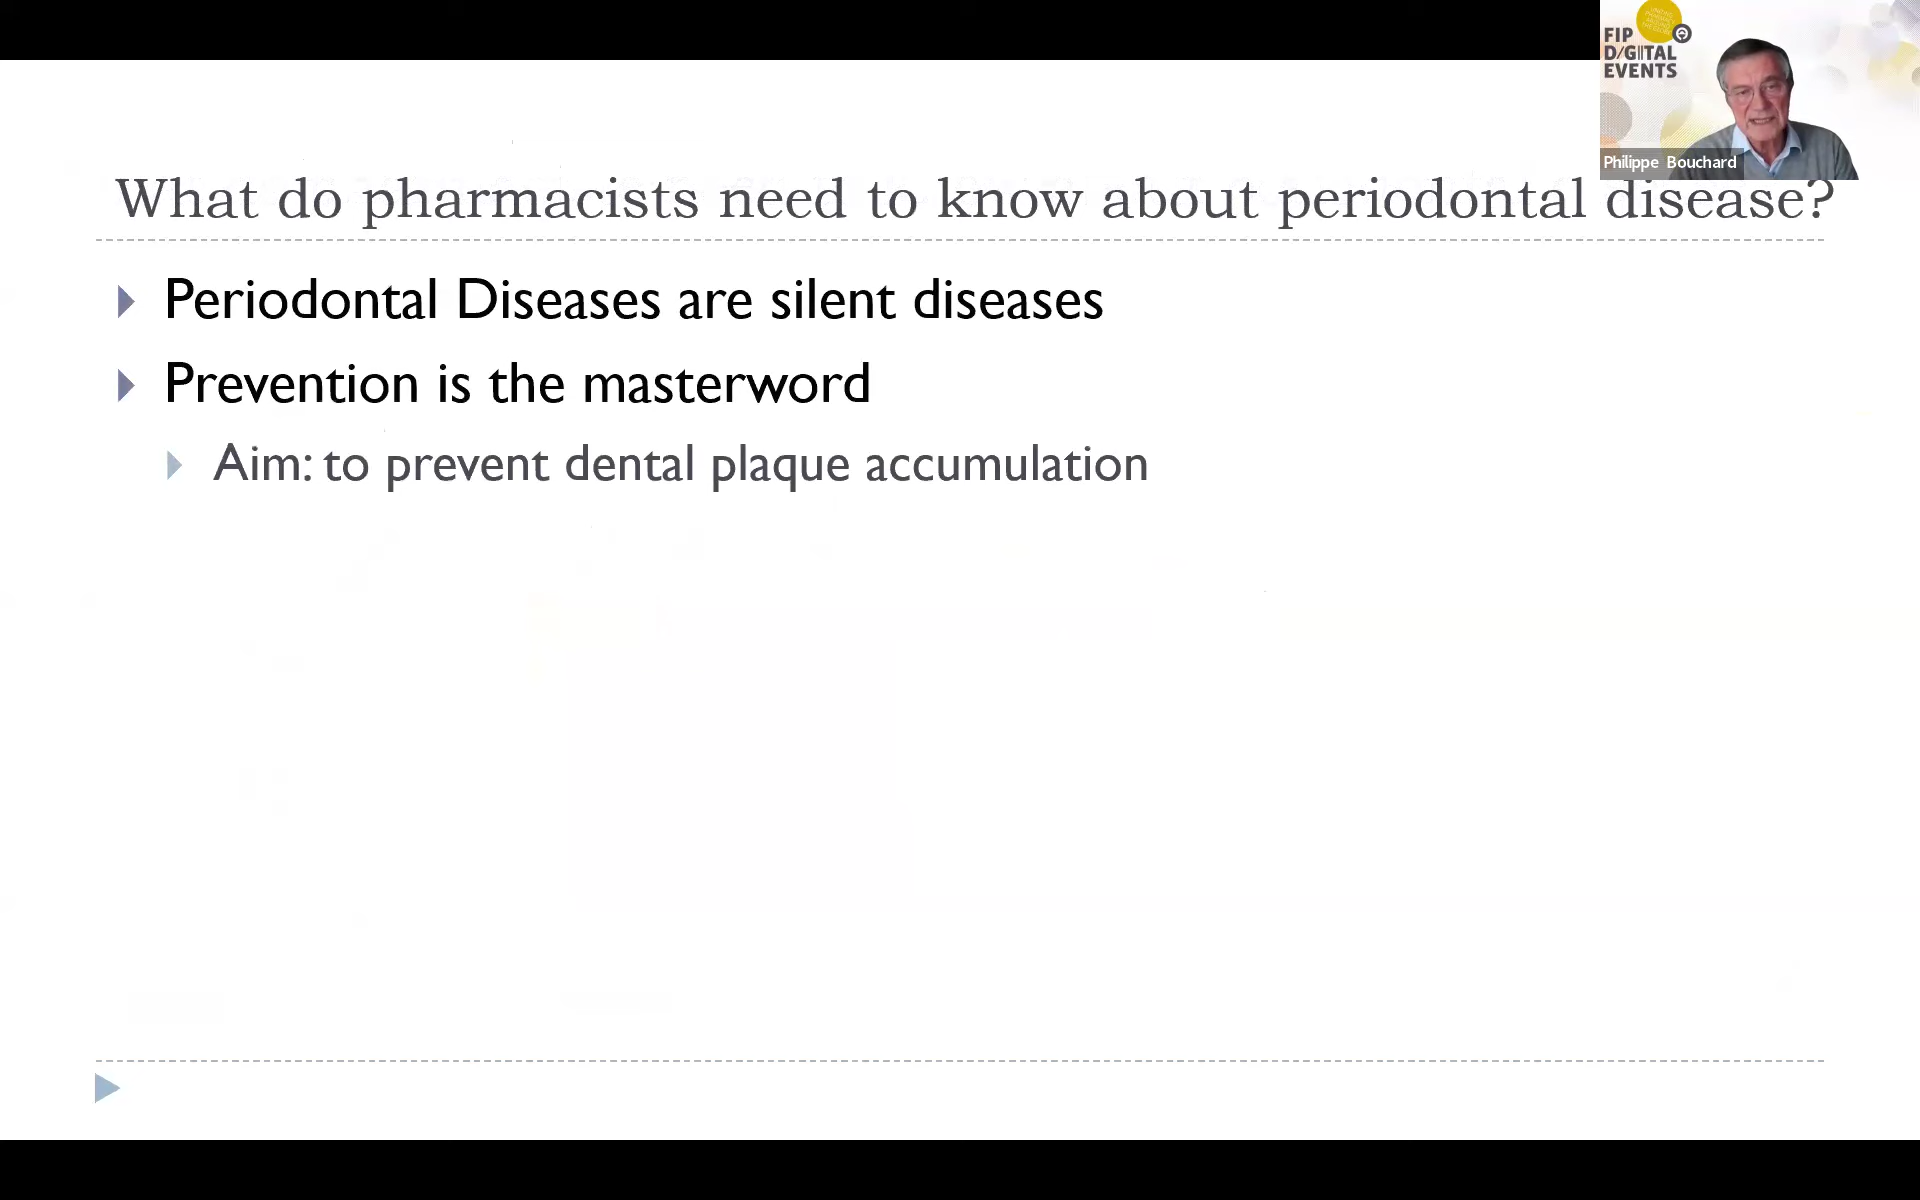 FIP
D/GIITAL
EVENTS
Philippe Bouchard
What do pharmacists need to know about periodontal disease?
Periodontal Diseases are silent diseases
Prevention is the masterword
Aim: to prevent dental plaque accumulation